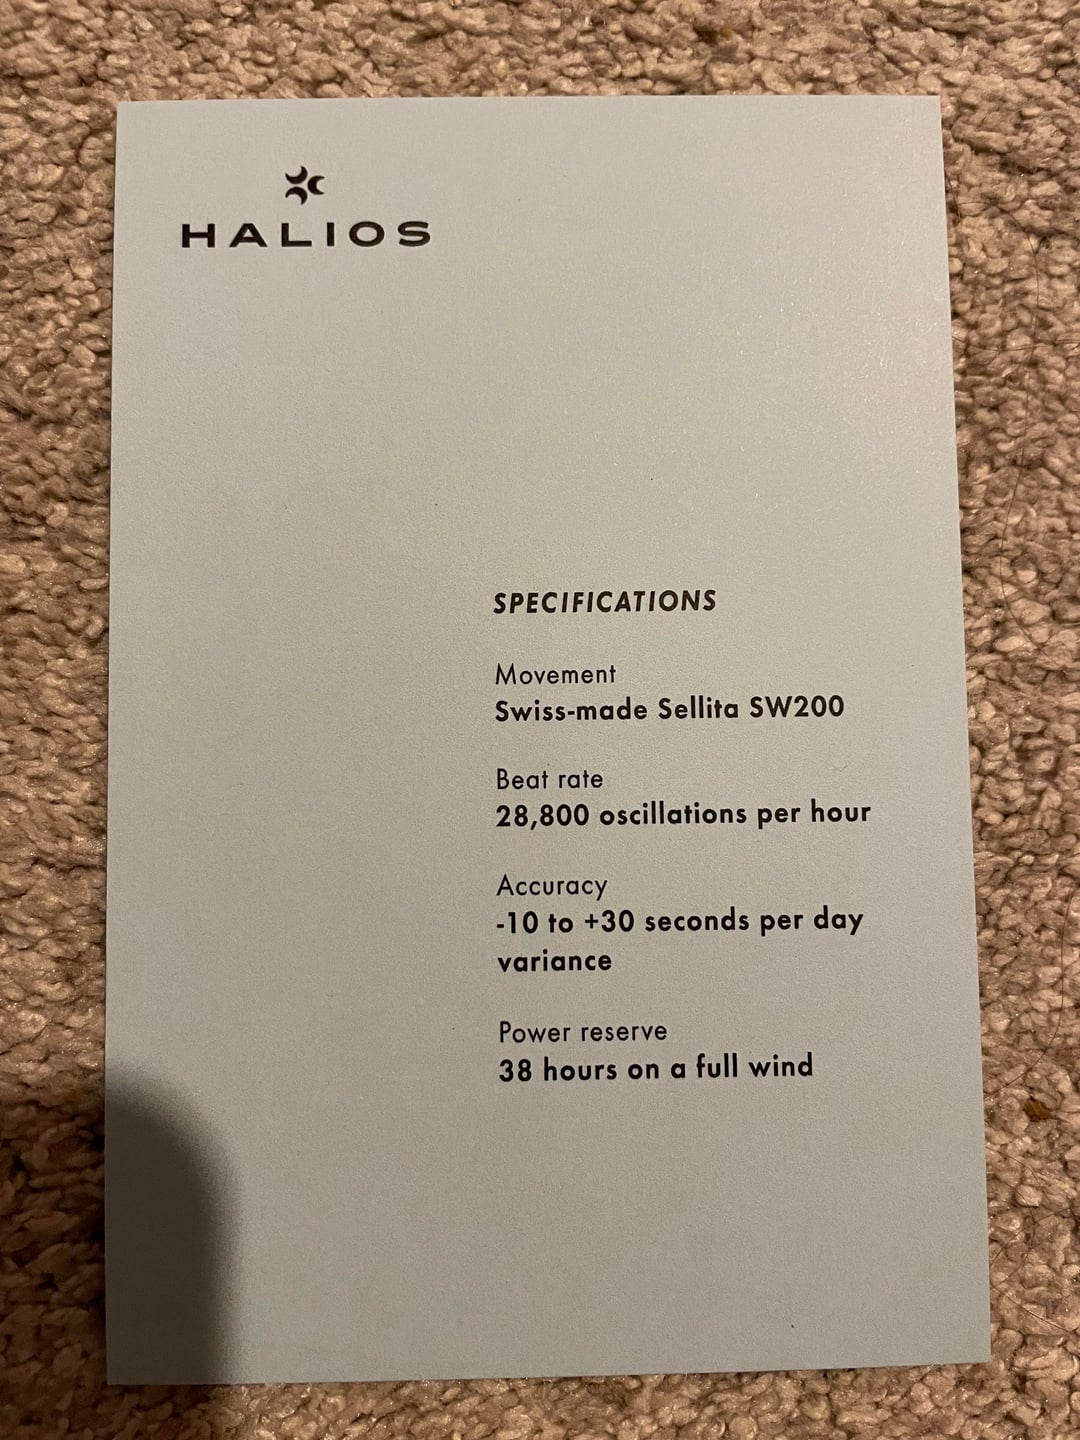 HALIOS
SPECIFICATIONS
Movement
Swiss-made Sellita SW200
Beat rate
28,800 oscillations per hour
Accuracy
-10 to +30 seconds per day
variance
Power reserve
38 hours on a full wind